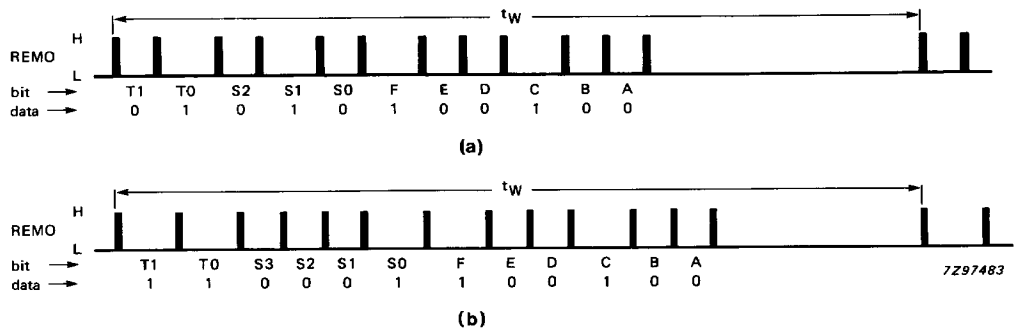 tW
H
REMO
L
bit → T1 T0 S2 S1 S0 F E D C B A
data → 0 1 0 1 0 1 0 0 1 0 0
(a)
tW
H
REMO
L
bit → T1 T0 S3 S2 S1 S0 F E D C B A
data → 1 1 0 0 0 1 1 0 0 1 0 0
7Z97483
(b)